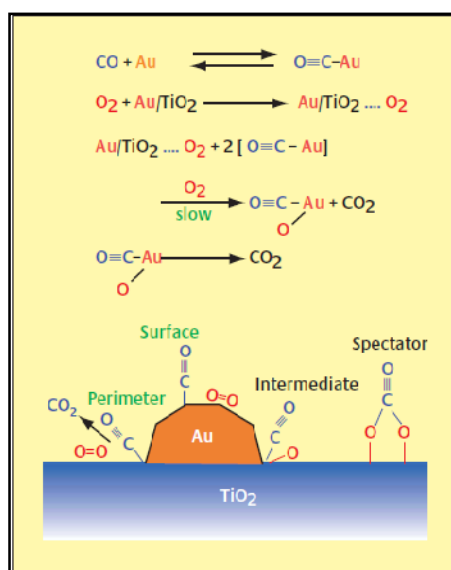 CO + Au ⇌ O≡C–Au
O₂ + Au/TiO₂ → Au/TiO₂ .... O₂
Au/TiO₂ .... O₂ + 2 [ O≡C – Au]
O₂
slow
→ O≡C – Au + CO₂
O
O≡C–Au → CO₂
O
Surface
Spectator
O≡C
Perimeter
O=O
Intermediate
O≡C
CO₂
O≡C
O≡C
O=O
Au
O
O
O
TiO₂